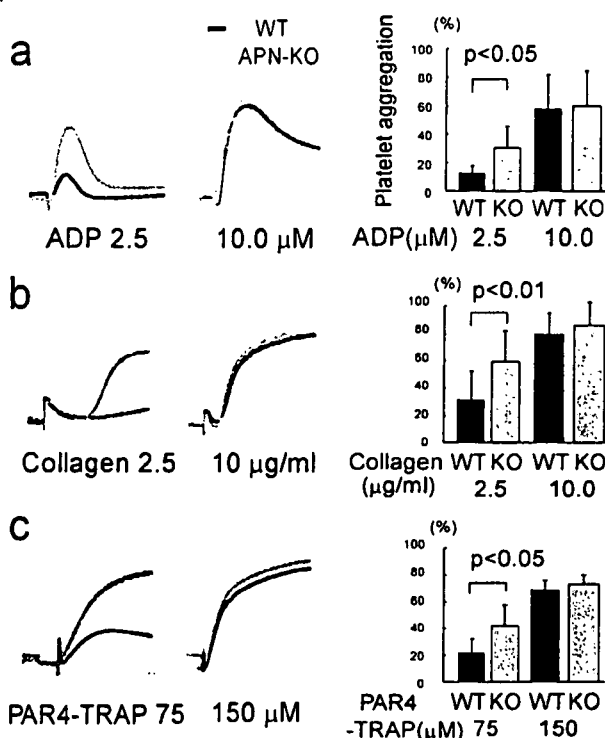 a
WT
APN-KO
ADP 2.5
10.0 μM
(%)
Platelet aggregation
100
80
60
40
20
0
p<0.05
WT KO WT KO
ADP(μM) 2.5 10.0
b
Collagen 2.5
10 μg/ml
(%)
100
80
60
40
20
0
p<0.01
Collagen WT KO WT KO
(μg/ml) 2.5 10.0
c
PAR4-TRAP 75
150 μM
(%)
100
80
60
40
20
0
p<0.05
PAR4 WT KO WT KO
-TRAP(μM) 75 150